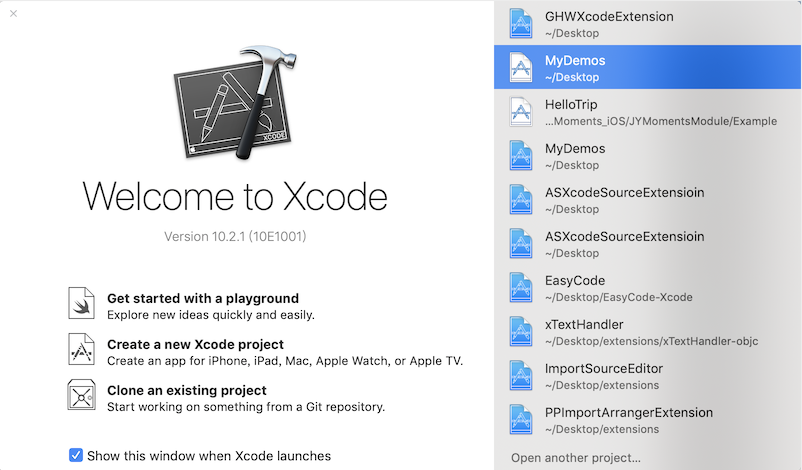 XCODE
Welcome to Xcode
Version 10.2.1 (10E1001)
Get started with a playground
Explore new ideas quickly and easily.
Create a new Xcode project
Create an app for iPhone, iPad, Mac, Apple Watch, or Apple TV.
Clone an existing project
Start working on something from a Git repository.
Show this window when Xcode launches
GHWXcodeExtension
~/Desktop
MyDemos
~/Desktop
HelloTrip
...Moments_iOS/JYMomentsModule/Example
MyDemos
~/Desktop
ASXcodeSourceExtensioin
~/Desktop
ASXcodeSourceExtensioin
~/Desktop
EasyCode
~/Desktop/EasyCode-Xcode
xTextHandler
~/Desktop/extensions/xTextHandler-objc
ImportSourceEditor
~/Desktop/extensions
PPImportArrangerExtension
~/Desktop/extensions
Open another project...